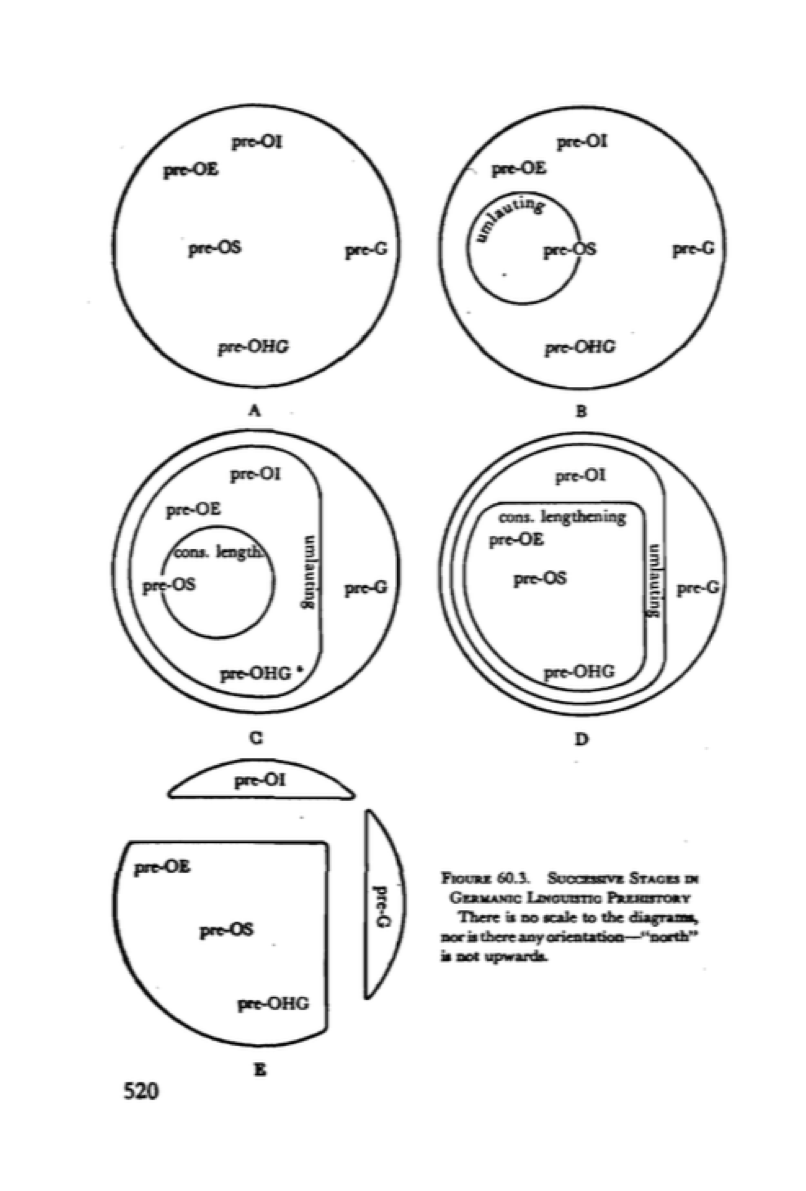 pre-OI
pre-OE
pre-OS
pre-G
pre-OHG
A
pre-OI
pre-OE
umlauting
pre-OS
pre-G
pre-OHG
B
pre-OI
pre-OE
cons. length.
pre-OS
umlauting
pre-G
pre-OHG
C
pre-OI
cons. lengthening
pre-OE
pre-OS
umlauting
pre-G
pre-OHG
D
pre-OI
pre-OE
pre-G
pre-OS
pre-OHG
E
FIGURE 60.3. SUCCESSIVE STAGES IN
GERMANIC LINGUISTIC PREHISTORY
There is no scale to the diagrams,
nor is there any orientation—“north”
is not upwards.
520